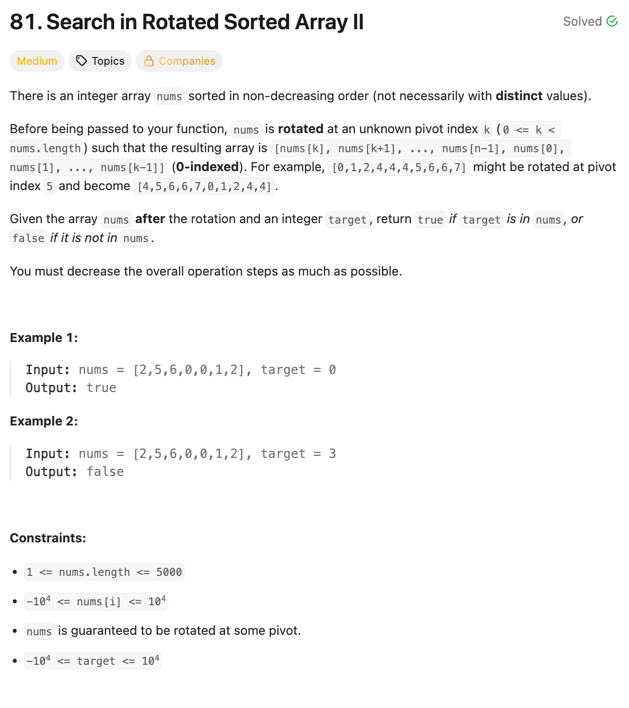 81. Search in Rotated Sorted Array II
Solved
Medium
Topics
Companies
There is an integer array nums sorted in non-decreasing order (not necessarily with distinct values).
Before being passed to your function, nums is rotated at an unknown pivot index k (0 <= k <
nums.length) such that the resulting array is [nums[k], nums[k+1], ..., nums[n-1], nums[0],
nums[1], ..., nums[k-1]] (0-indexed). For example, [0,1,2,4,4,4,5,6,6,7] might be rotated at pivot
index 5 and become [4,5,6,6,7,0,1,2,4,4].
Given the array nums after the rotation and an integer target, return true if target is in nums, or
false if it is not in nums.
You must decrease the overall operation steps as much as possible.
Example 1:
Input: nums = [2,5,6,0,0,1,2], target = 0
Output: true
Example 2:
Input: nums = [2,5,6,0,0,1,2], target = 3
Output: false
Constraints:
• 1 <= nums.length <= 5000
• -10⁴ <= nums[i] <= 10⁴
• nums is guaranteed to be rotated at some pivot.
• -10⁴ <= target <= 10⁴